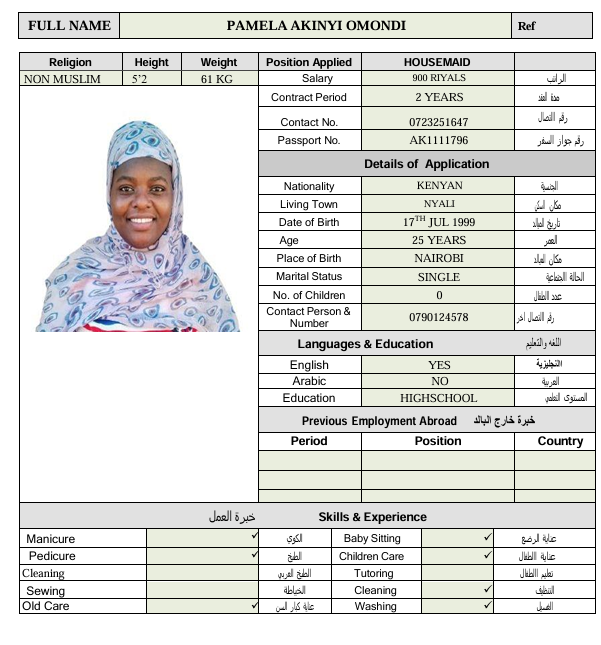 FULL NAME PAMELA AKINYI OMONDI Ref
Religion Height Weight Position Applied HOUSEMAID
NON MUSLIM 5’2 61 KG Salary 900 RIYALS الراتب
Contract Period 2 YEARS مدة العقد
Contact No. 0723251647 رقم الاتصال
Passport No. AK1111796 رقم جواز السفر
Details of Application
Nationality KENYAN الجنسية
Living Town NYALI مكان السكن
Date of Birth 17TH JUL 1999 تاريخ الميلاد
Age 25 YEARS العمر
Place of Birth NAIROBI مكان الميلاد
Marital Status SINGLE الحالة الاجتماعية
No. of Children 0 عدد الاطفال
Contact Person & Number 0790124578 رقم الاتصال اخر
Languages & Education اللغه والتعليم
English YES الانجليزية
Arabic NO العربية
Education HIGHSCHOOL المستوى التعليمي
Previous Employment Abroad خبرة خارج البالد
Period Position Country
خبرة العمل Skills & Experience
Manicure ✓ الكوي Baby Sitting ✓ عناية الرضع
Pedicure ✓ الطبخ Children Care ✓ عناية الاطفال
Cleaning الطبخ العربي Tutoring تعليم الاطفال
Sewing الخياطة Cleaning ✓ التنظيف
Old Care ✓ عناية كبار السن Washing ✓ الغسيل